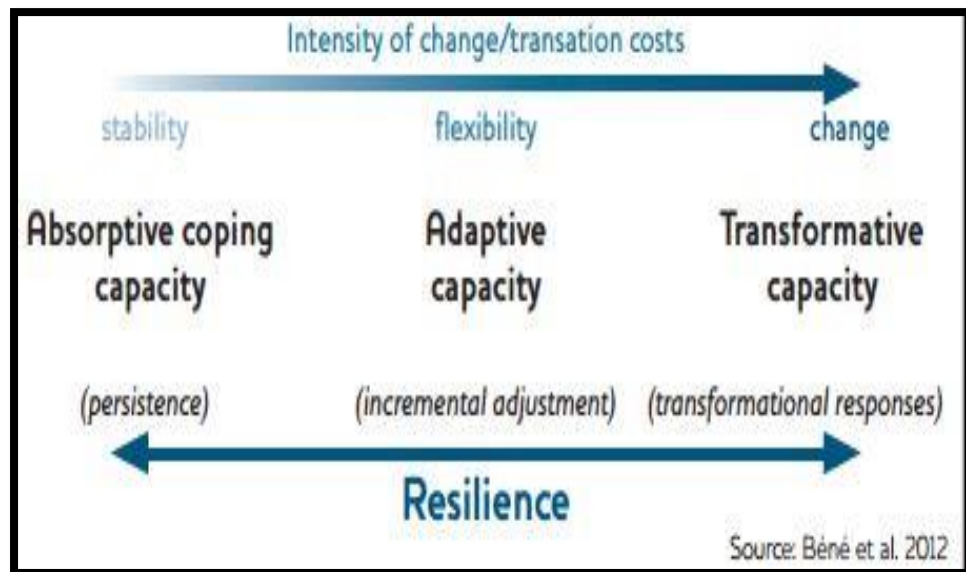 Intensity of change/transation costs
stability flexibility change
Absorptive coping capacity
Adaptive capacity
Transformative capacity
(persistence) (incremental adjustment) (transformational responses)
Resilience
Source: Béné et al. 2012